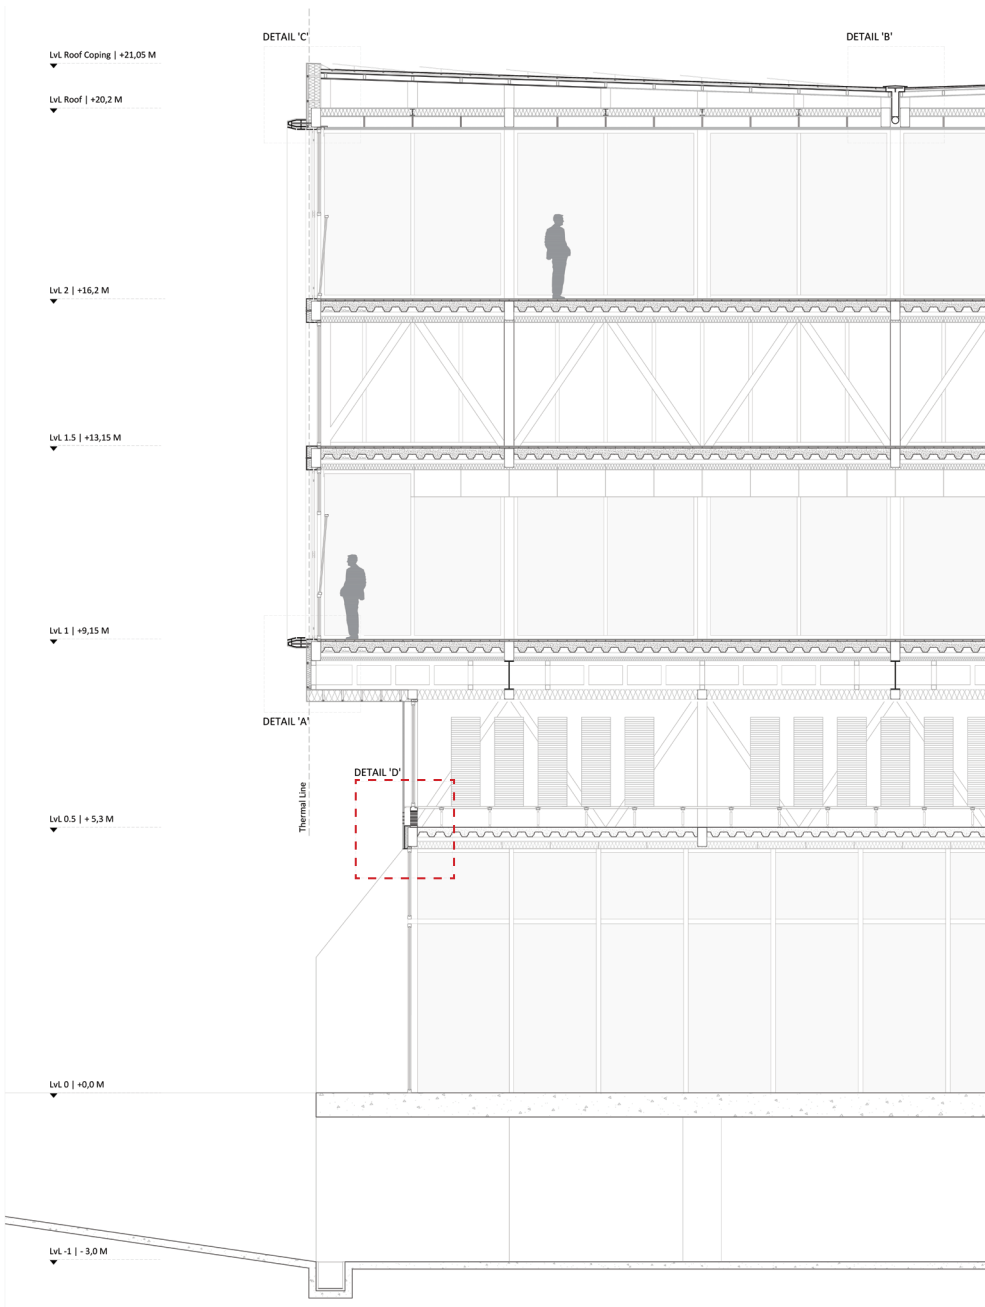 DETAIL 'C'
DETAIL 'B'
LvL Roof Coping | +21,05 M
LvL Roof | +20,2 M
LvL 2 | +16,2 M
LvL 1.5 | +13,15 M
LvL 1 | +9,15 M
DETAIL 'A'
DETAIL 'D'
Thermal Line
LvL 0.5 | + 5,3 M
LvL 0 | +0,0 M
LvL -1 | - 3,0 M